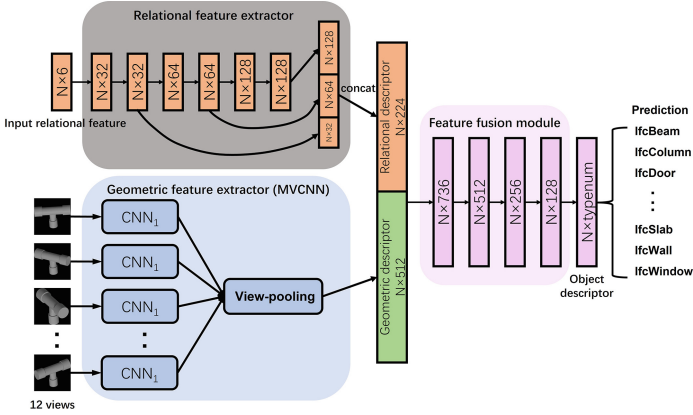 Relational feature extractor
N×6
N×32
N×32
N×64
N×64
N×128
N×128
N×128
N×64
N×32
concat
Input relational feature
Relational descriptor
N×224
Geometric feature extractor (MVCNN)
CNN1
CNN1
CNN1
CNN1
View-pooling
12 views
Geometric descriptor
N×512
Feature fusion module
N×736
N×512
N×256
N×128
N×typenum
Object
descriptor
Prediction
IfcBeam
IfcColumn
IfcDoor
IfcSlab
IfcWall
IfcWindow